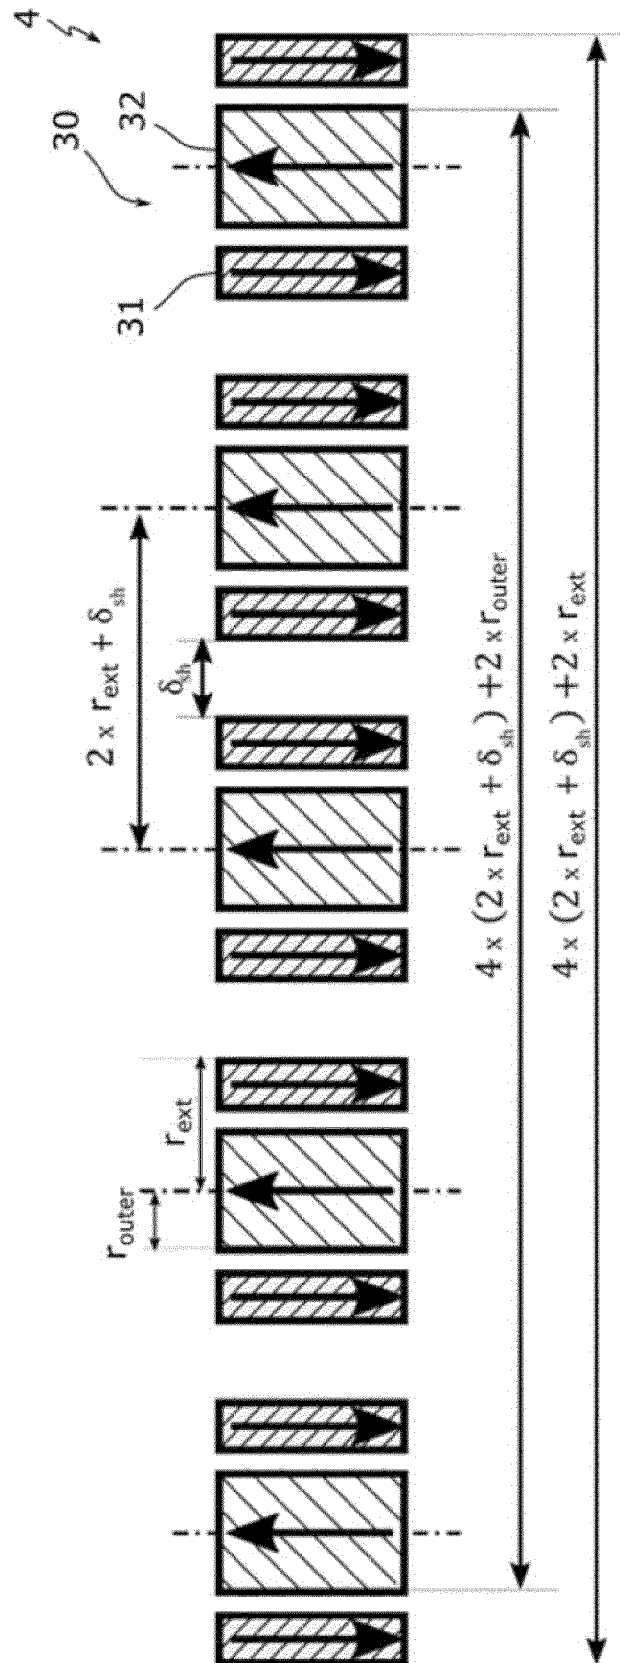 4
30
32
31
2 x r_ext + δ_sh
δ_sh
r_ext
r_outer
4 x (2 x r_ext + δ_sh) + 2 x r_outer
4 x (2 x r_ext + δ_sh) + 2 x r_ext